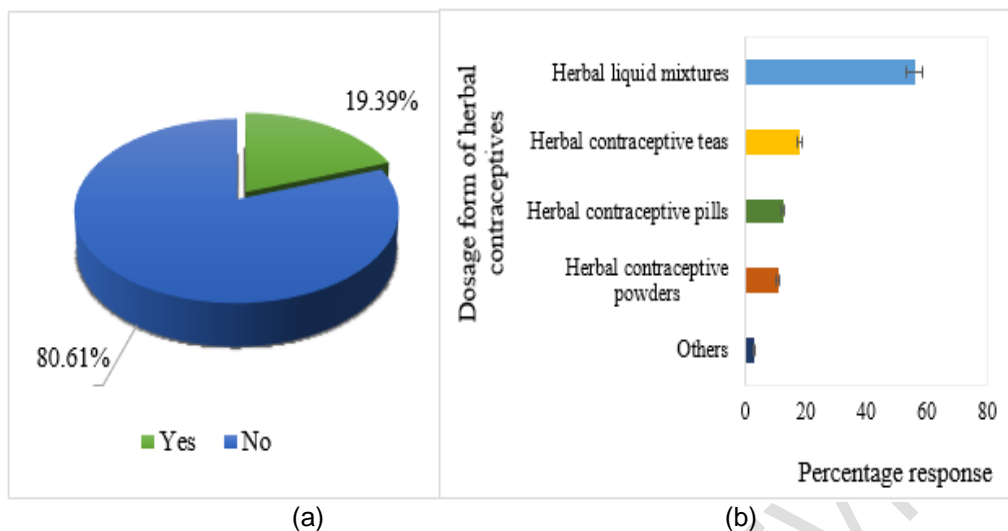 19.39%
80.61%
Yes No
(a)
Dosage form of herbal
contraceptives
Herbal liquid mixtures
Herbal contraceptive teas
Herbal contraceptive pills
Herbal contraceptive
powders
Others
0 20 40 60 80
Percentage response
(b)